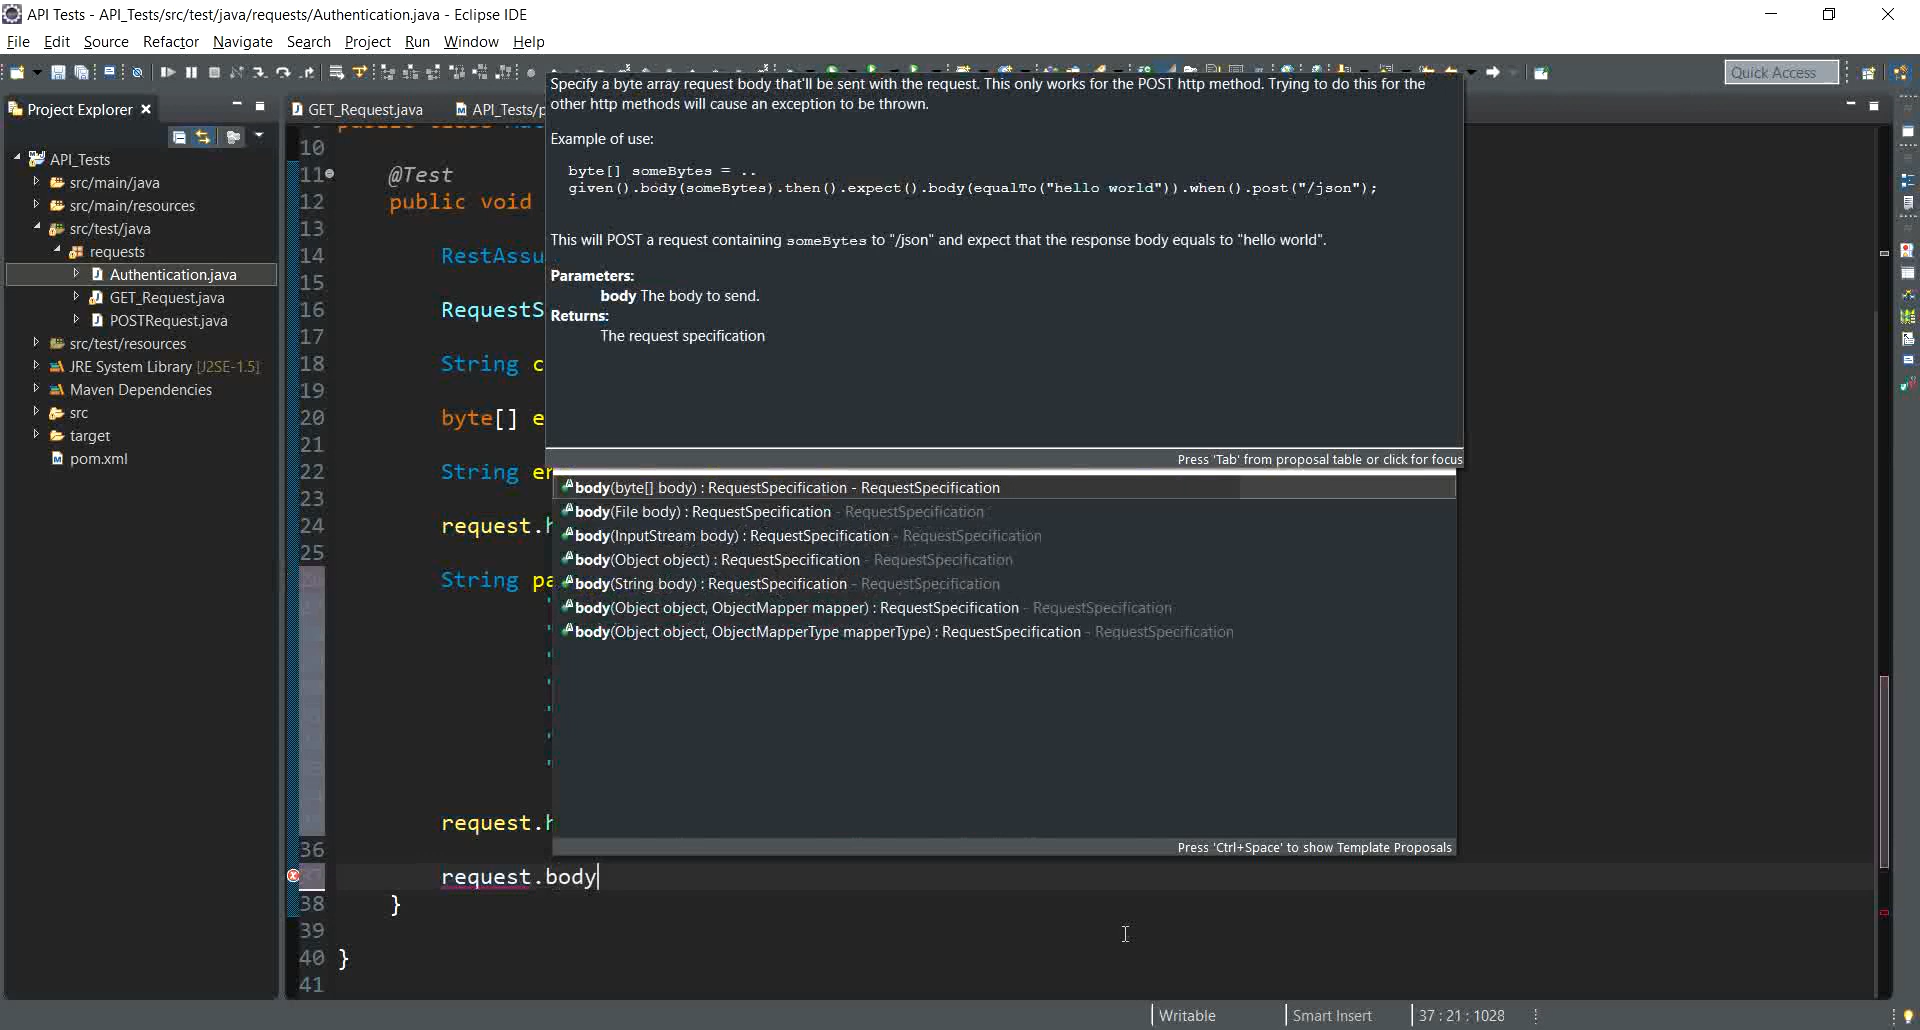 API Tests - API_Tests/src/test/java/requests/Authentication.java - Eclipse IDE
File Edit Source Refactor Navigate Search Project Run Window Help
Quick Access
Project Explorer
GET_Request.java
API_Tests/p
API_Tests
src/main/java
src/main/resources
src/test/java
requests
Authentication.java
GET_Request.java
POSTRequest.java
src/test/resources
JRE System Library [J2SE-1.5]
Maven Dependencies
src
target
pom.xml
Specify a byte array request body that'll be sent with the request. This only works for the POST http method. Trying to do this for the
other http methods will cause an exception to be thrown.
Example of use:
byte[] someBytes = ..
given().body(someBytes).then().expect().body(equalTo("hello world")).when().post("/json");
This will POST a request containing someBytes to "/json" and expect that the response body equals to "hello world".
Parameters:
body The body to send.
Returns:
The request specification
Press 'Tab' from proposal table or click for focus
10
11 @Test
12 public void
13
14 RestAssu
15
16 RequestS
17
18 String c
19
20 byte[] e
21
22 String en
23
24 request.h
25
String pa
request.h
36
request.body
38 }
39
40 }
41
body(byte[] body) : RequestSpecification - RequestSpecification
body(File body) : RequestSpecification - RequestSpecification
body(InputStream body) : RequestSpecification - RequestSpecification
body(Object object) : RequestSpecification - RequestSpecification
body(String body) : RequestSpecification - RequestSpecification
body(Object object, ObjectMapper mapper) : RequestSpecification - RequestSpecification
body(Object object, ObjectMapperType mapperType) : RequestSpecification - RequestSpecification
Press 'Ctrl+Space' to show Template Proposals
Writable
Smart Insert
37 : 21 : 1028